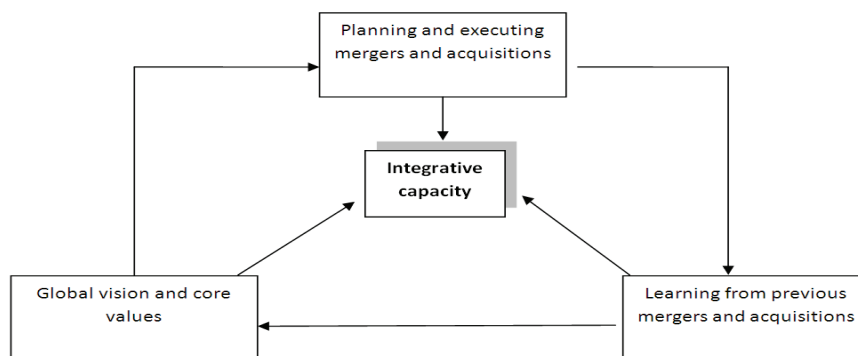 Planning and executing
mergers and acquisitions
Integrative
capacity
Global vision and core
values
Learning from previous
mergers and acquisitions